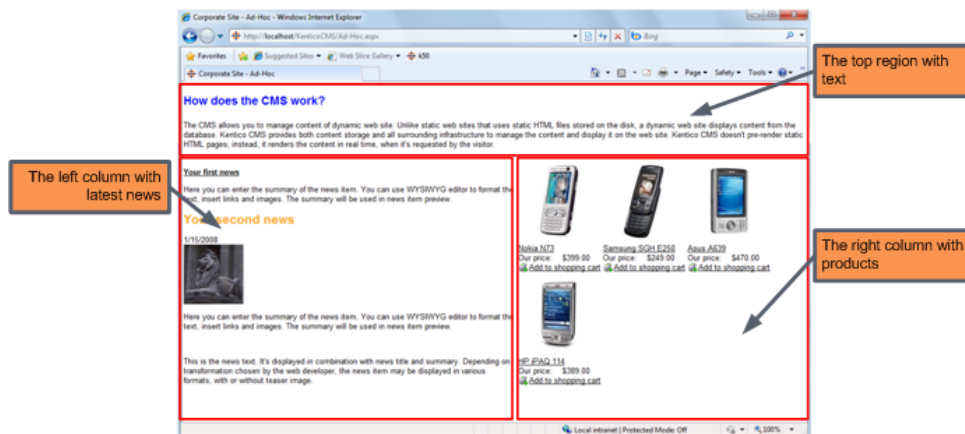 Corporate Site - Ad-Hoc - Windows Internet Explorer
http://localhost/KenticoCMS/Ad-Hoc.aspx
Bing
Favorites Suggested Sites Web Slice Gallery k50
Corporate Site - Ad-Hoc
Page Safety Tools
The top region with
text
How does the CMS work?
The CMS allows you to manage content of dynamic web site. Unlike static web sites that uses static HTML files stored on the disk, a dynamic web site displays content from the
database. Kentico CMS provides both content storage and all surrounding infrastructure to manage the content and display it on the web site. Kentico CMS doesn't pre-render static
HTML pages; instead, it renders the content in real time, when it's requested by the visitor.
The left column with
latest news
Your first news
Here you can enter the summary of the news item. You can use WYSIWYG editor to format the
text, insert links and images. The summary will be used in news item preview.
Your second news
1/15/2008
Here you can enter the summary of the news item. You can use WYSIWYG editor to format the
text, insert links and images. The summary will be used in news item preview.
This is the news text. It's displayed in combination with news title and summary. Depending on
transformation chosen by the web developer, the news item may be displayed in various
formats, with or without teaser image.
Nokia N73 Samsung SGH E250 Asus A639
Our price: $399.00 Our price: $249.00 Our price: $470.00
Add to shopping cart Add to shopping cart Add to shopping cart
HP iPAQ 114
Our price: $389.00
Add to shopping cart
The right column with
products
Local intranet | Protected Mode: Off 100%